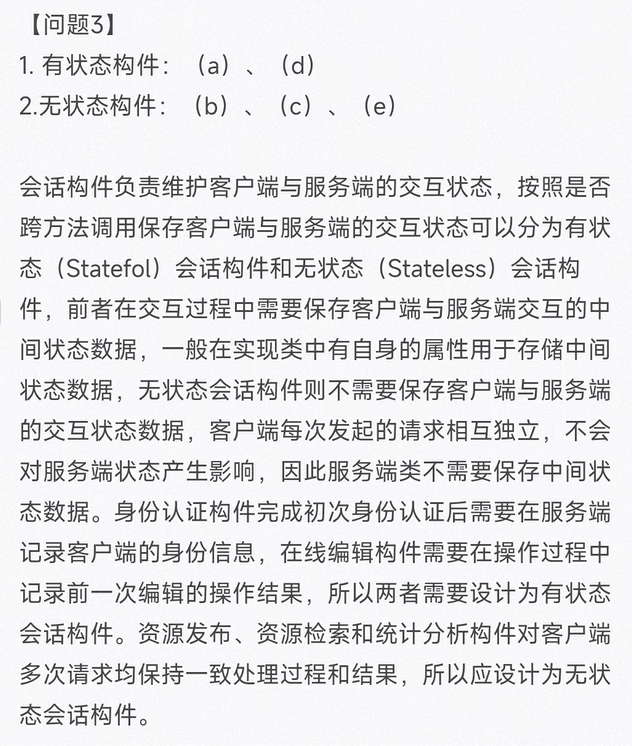 【问题3】
1. 有状态构件：（a）、（d）
2.无状态构件：（b）、（c）、（e）
会话构件负责维护客户端与服务端的交互状态，按照是否
跨方法调用保存客户端与服务端的交互状态可以分为有状
态（Statefol）会话构件和无状态（Stateless）会话构
件，前者在交互过程中需要保存客户端与服务端交互的中
间状态数据，一般在实现类中有自身的属性用于存储中间
状态数据，无状态会话构件则不需要保存客户端与服务端
的交互状态数据，客户端每次发起的请求相互独立，不会
对服务端状态产生影响，因此服务端类不需要保存中间状
态数据。身份认证构件完成初次身份认证后需要在服务端
记录客户端的身份信息，在线编辑构件需要在操作过程中
记录前一次编辑的操作结果，所以两者需要设计为有状态
会话构件。资源发布、资源检索和统计分析构件对客户端
多次请求均保持一致处理过程和结果，所以应设计为无状
态会话构件。